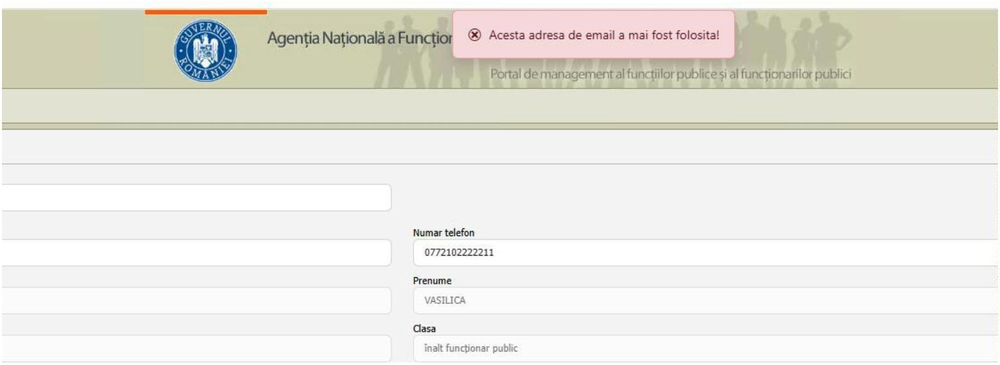 GUVERNUL ROMÂNIEI
Agenția Națională a Funcțion
Acesta adresa de email a mai fost folosita!
Portal de management al funcțiilor publice și al funcționarilor publici
Numar telefon
0772102222211
Prenume
VASILICA
Clasa
înalt funcționar public